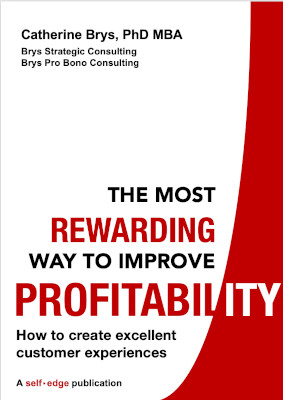 Catherine Brys, PhD MBA
Brys Strategic Consulting
Brys Pro Bono Consulting
THE MOST
REWARDING
WAY TO IMPROVE
PROFITABILITY
How to create excellent
customer experiences
A self•edge publication